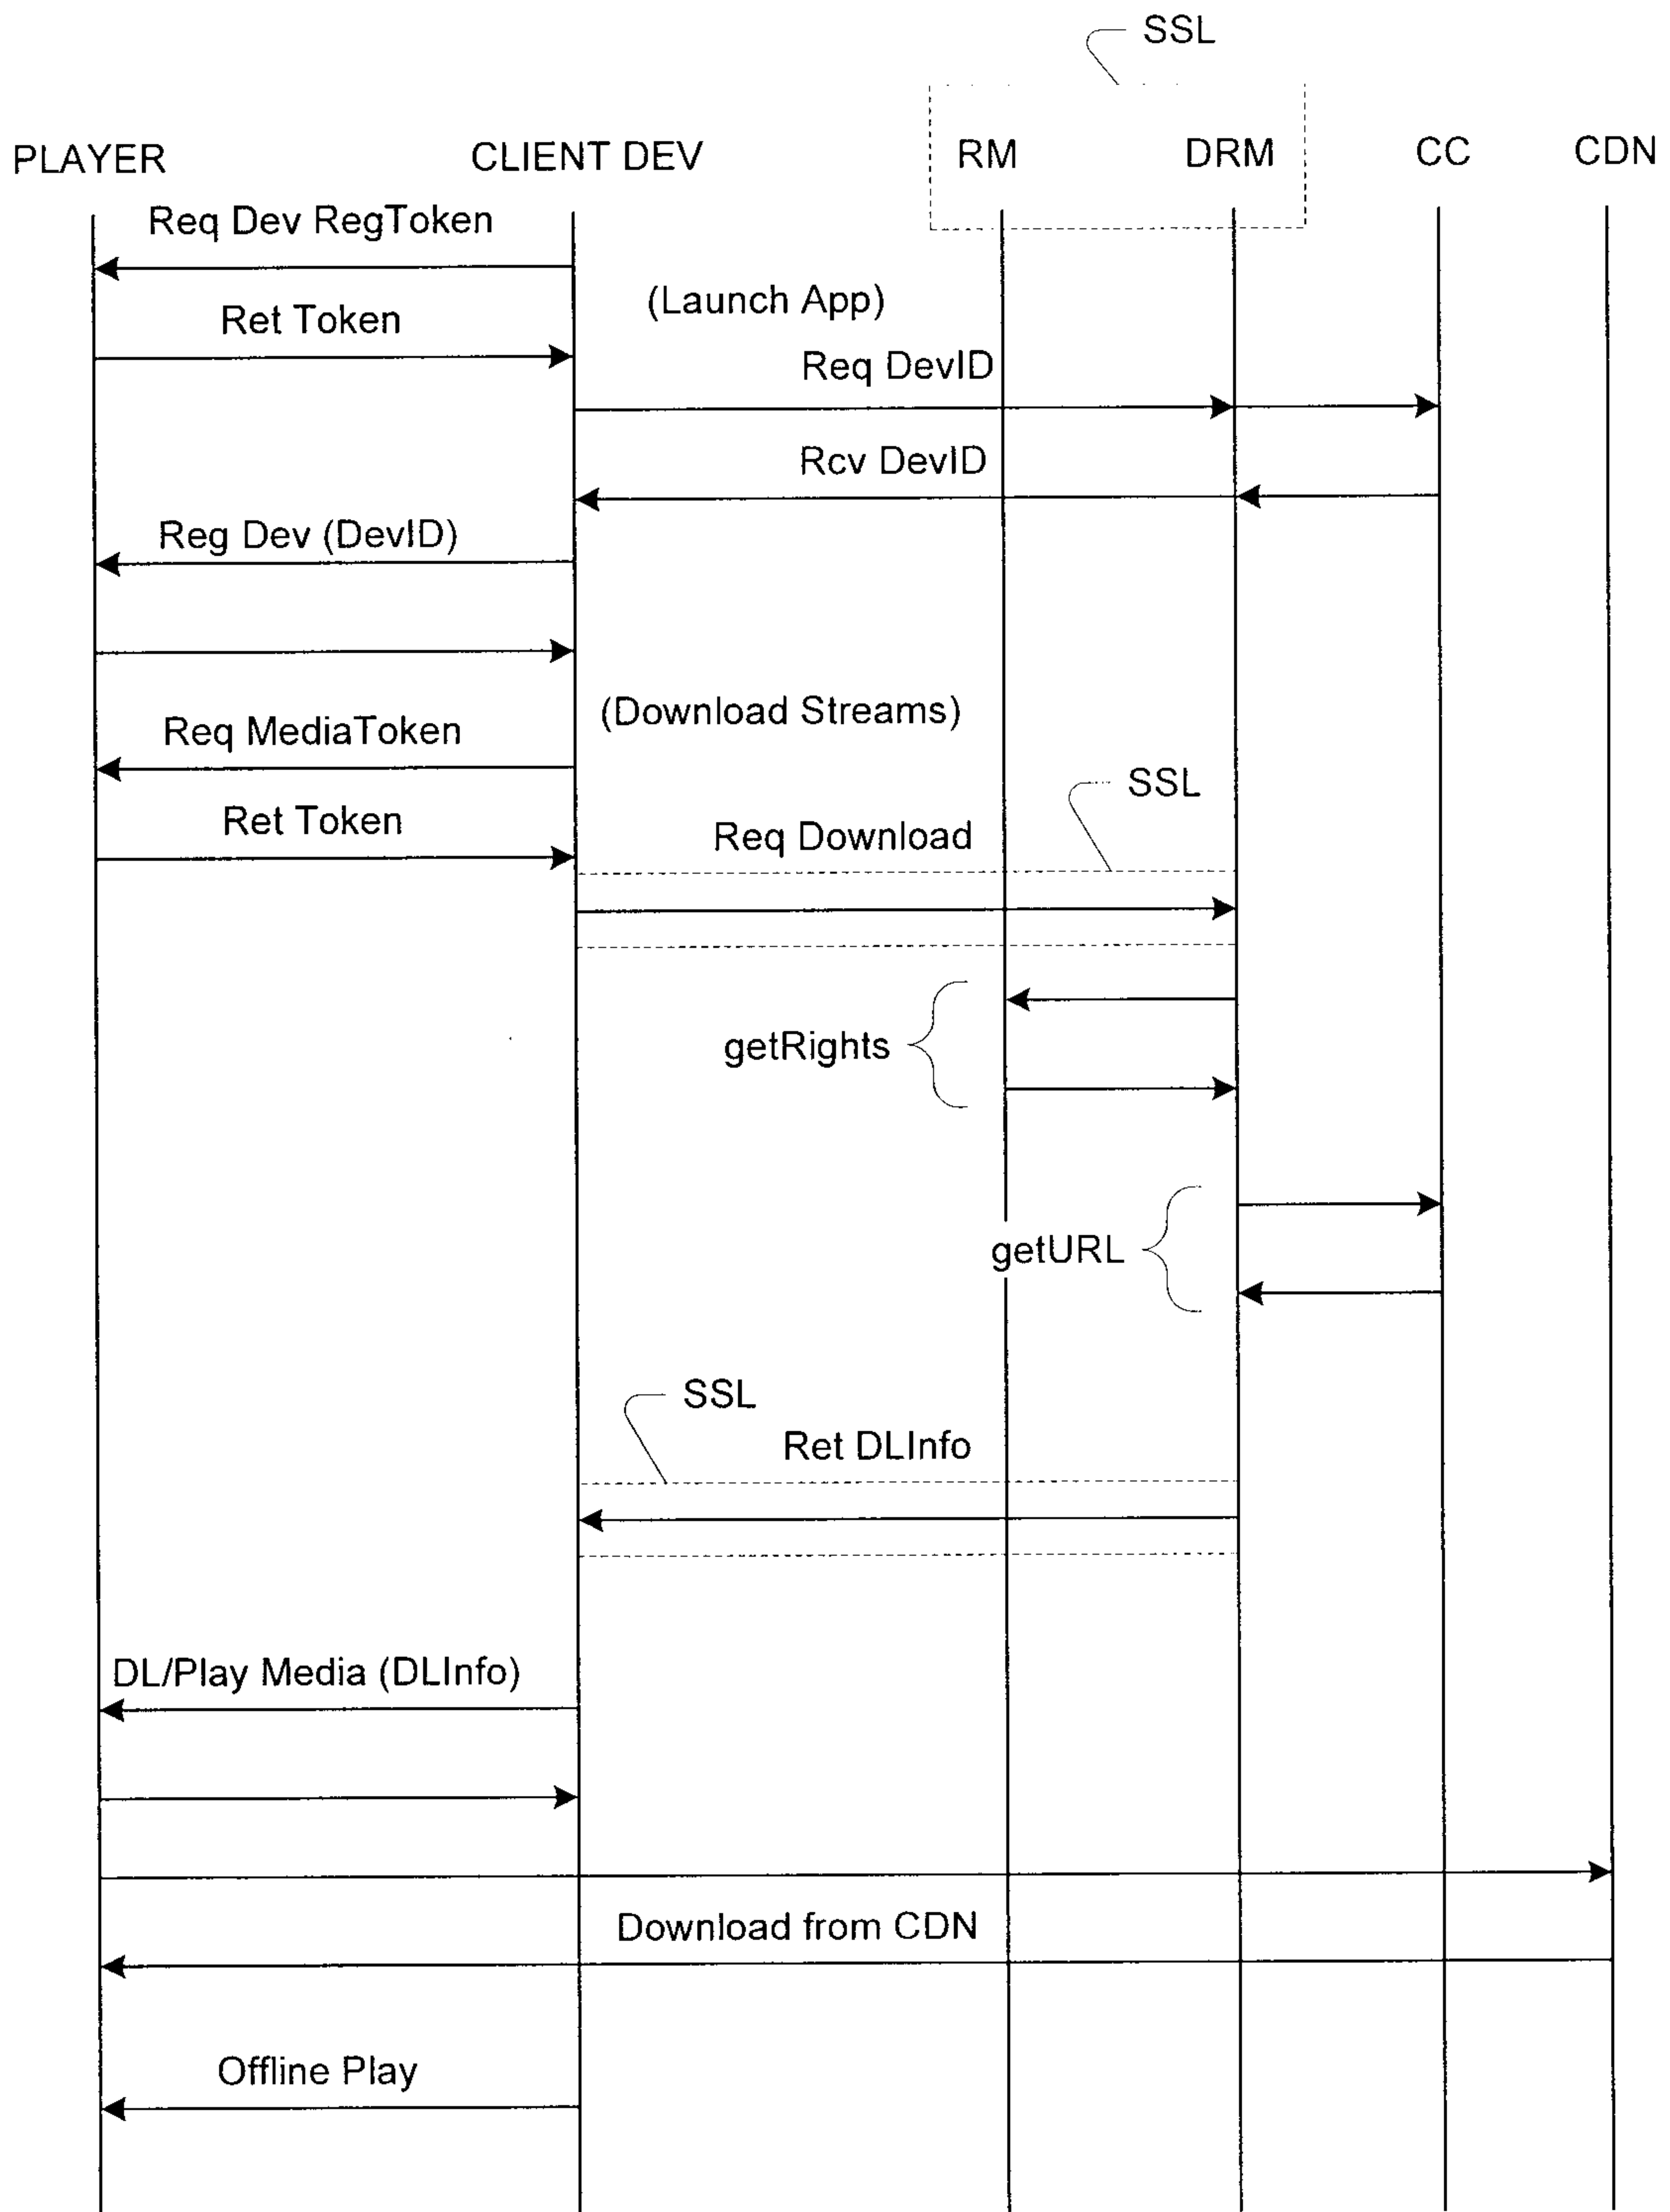 SSL
PLAYER
CLIENT DEV
RM
DRM
CC
CDN
Req Dev RegToken
(Launch App)
Ret Token
Req DevID
Rcv DevID
Reg Dev (DevID)
(Download Streams)
Req MediaToken
SSL
Ret Token
Req Download
getRights
getURL
SSL
Ret DLInfo
DL/Play Media (DLInfo)
Download from CDN
Offline Play